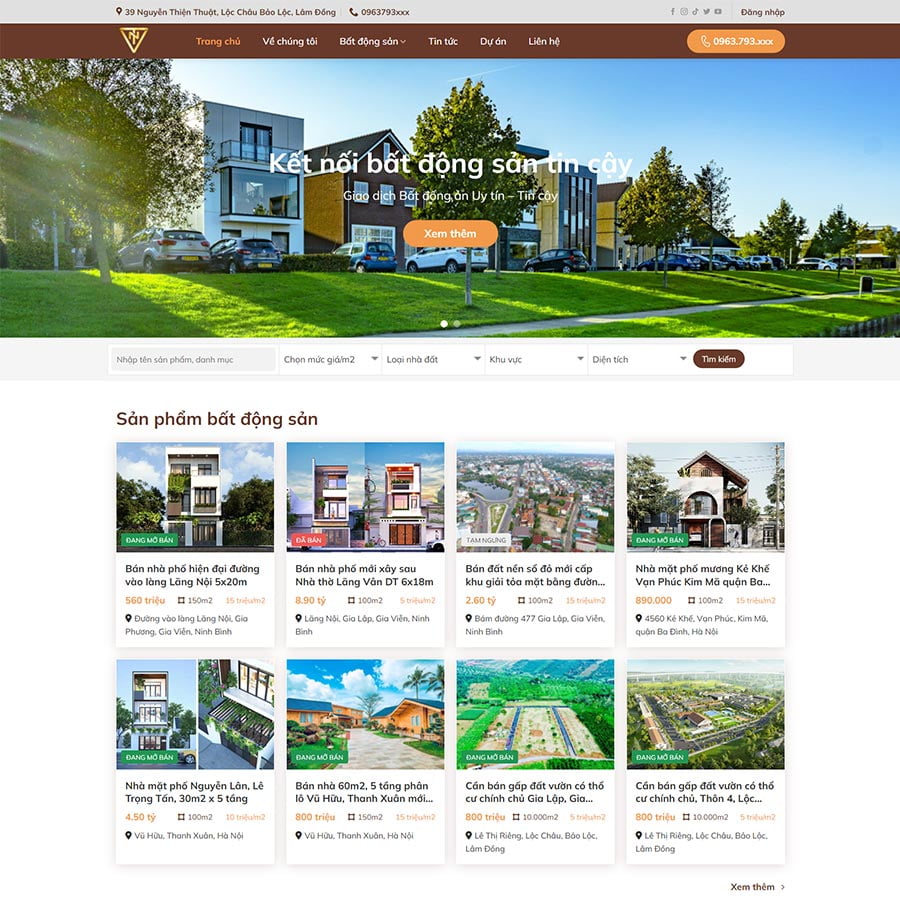 39 Nguyễn Thiện Thuật, Lộc Châu Bảo Lộc, Lâm Đồng
0963793xxx
Đăng nhập
Trang chủ
Về chúng tôi
Bất động sản
Tin tức
Dự án
Liên hệ
0963.793.xxx
Kết nối bất động sản tin cậy
Giao dịch Bất động ản Uy tín – Tin cậy
Xem thêm
Nhập tên sản phẩm, danh mục
Chọn mức giá/m2
Loại nhà đất
Khu vực
Diện tích
Tìm kiếm
Sản phẩm bất động sản
ĐANG MỞ BÁN
Bán nhà phố hiện đại đường
vào làng Lãng Nội 5x20m
560 triệu 150m2 15 triệu/m2
Đường vào làng Lãng Nội, Gia
Phương, Gia Viễn, Ninh Bình
ĐÃ BÁN
Bán nhà phố mới xây sau
Nhà thờ Lãng Vân DT 6x18m
8.90 tỷ 100m2 5 triệu/m2
Lãng Nội, Gia Lập, Gia Viễn, Ninh
Bình
TẠM NGƯNG
Bán đất nền sổ đỏ mới cấp
khu giải tỏa mặt bằng đườn...
2.60 tỷ 100m2 15 triệu/m2
Bám đường 477 Gia Lập, Gia Viễn,
Ninh Bình
ĐANG MỞ BÁN
Nhà mặt phố mương Kẻ Khế
Vạn Phúc Kim Mã quận Ba...
890.000 100m2 15 triệu/m2
4560 Kẻ Khế, Vạn Phúc, Kim Mã,
quận Ba Đình, Hà Nội
ĐANG MỞ BÁN
Nhà mặt phố Nguyễn Lân, Lê
Trọng Tấn, 30m2 x 5 tầng
4.50 tỷ 100m2 10 triệu/m2
Vũ Hữu, Thanh Xuân, Hà Nội
ĐANG MỞ BÁN
Bán nhà 60m2, 5 tầng phân
lô Vũ Hữu, Thanh Xuân mới...
800 triệu 150m2 15 triệu/m2
Vũ Hữu, Thanh Xuân, Hà Nội
ĐANG MỞ BÁN
Cần bán gấp đất vườn có thổ
cư chính chủ Gia Lập, Gia...
800 triệu 10.000m2 5 triệu/m2
Lê Thị Riêng, Lộc Châu, Bảo Lộc,
Lâm Đồng
ĐANG MỞ BÁN
Cần bán gấp đất vườn có thổ
cư chính chủ, Thôn 4, Lộc...
800 triệu 10.000m2 5 triệu/m2
Lê Thị Riêng, Lộc Châu, Bảo Lộc,
Lâm Đồng
Xem thêm